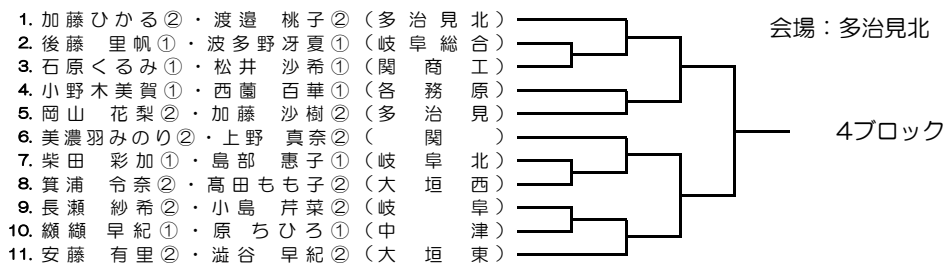 1. 加藤ひかる②・渡邉 桃子②(多治見北)
2. 後藤 里帆①・波多野冴夏①(岐阜総合)
3. 石原くるみ①・松井 沙希①(関商工)
4. 小野木美賀①・西薗 百華①(各務原)
5. 岡山 花梨②・加藤 沙樹②(多治見)
6. 美濃羽みのり②・上野 真奈②(関)
7. 柴田 彩加①・島部 惠子①(岐阜北)
8. 箕浦 令奈②・髙田もも子②(大垣西)
9. 長瀬 紗希②・小島 芹菜②(岐阜)
10. 纐纈 早紀①・原 ちひろ①(中津)
11. 安藤 有里②・澁谷 早紀②(大垣東)
会場:多治見北
4ブロック